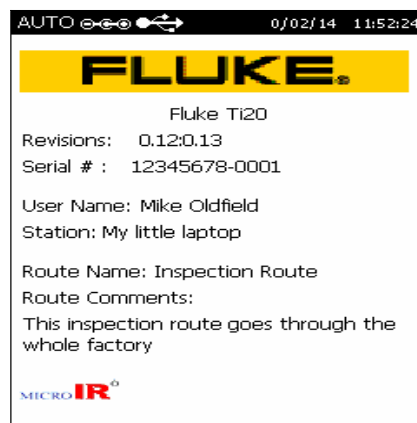 AUTO 0/02/14 11:52:24
FLUKE®
Fluke Ti20
Revisions: 0.12:0.13
Serial # : 12345678-0001
User Name: Mike Oldfield
Station: My little laptop
Route Name: Inspection Route
Route Comments:
This inspection route goes through the
whole factory
MICRO IR°